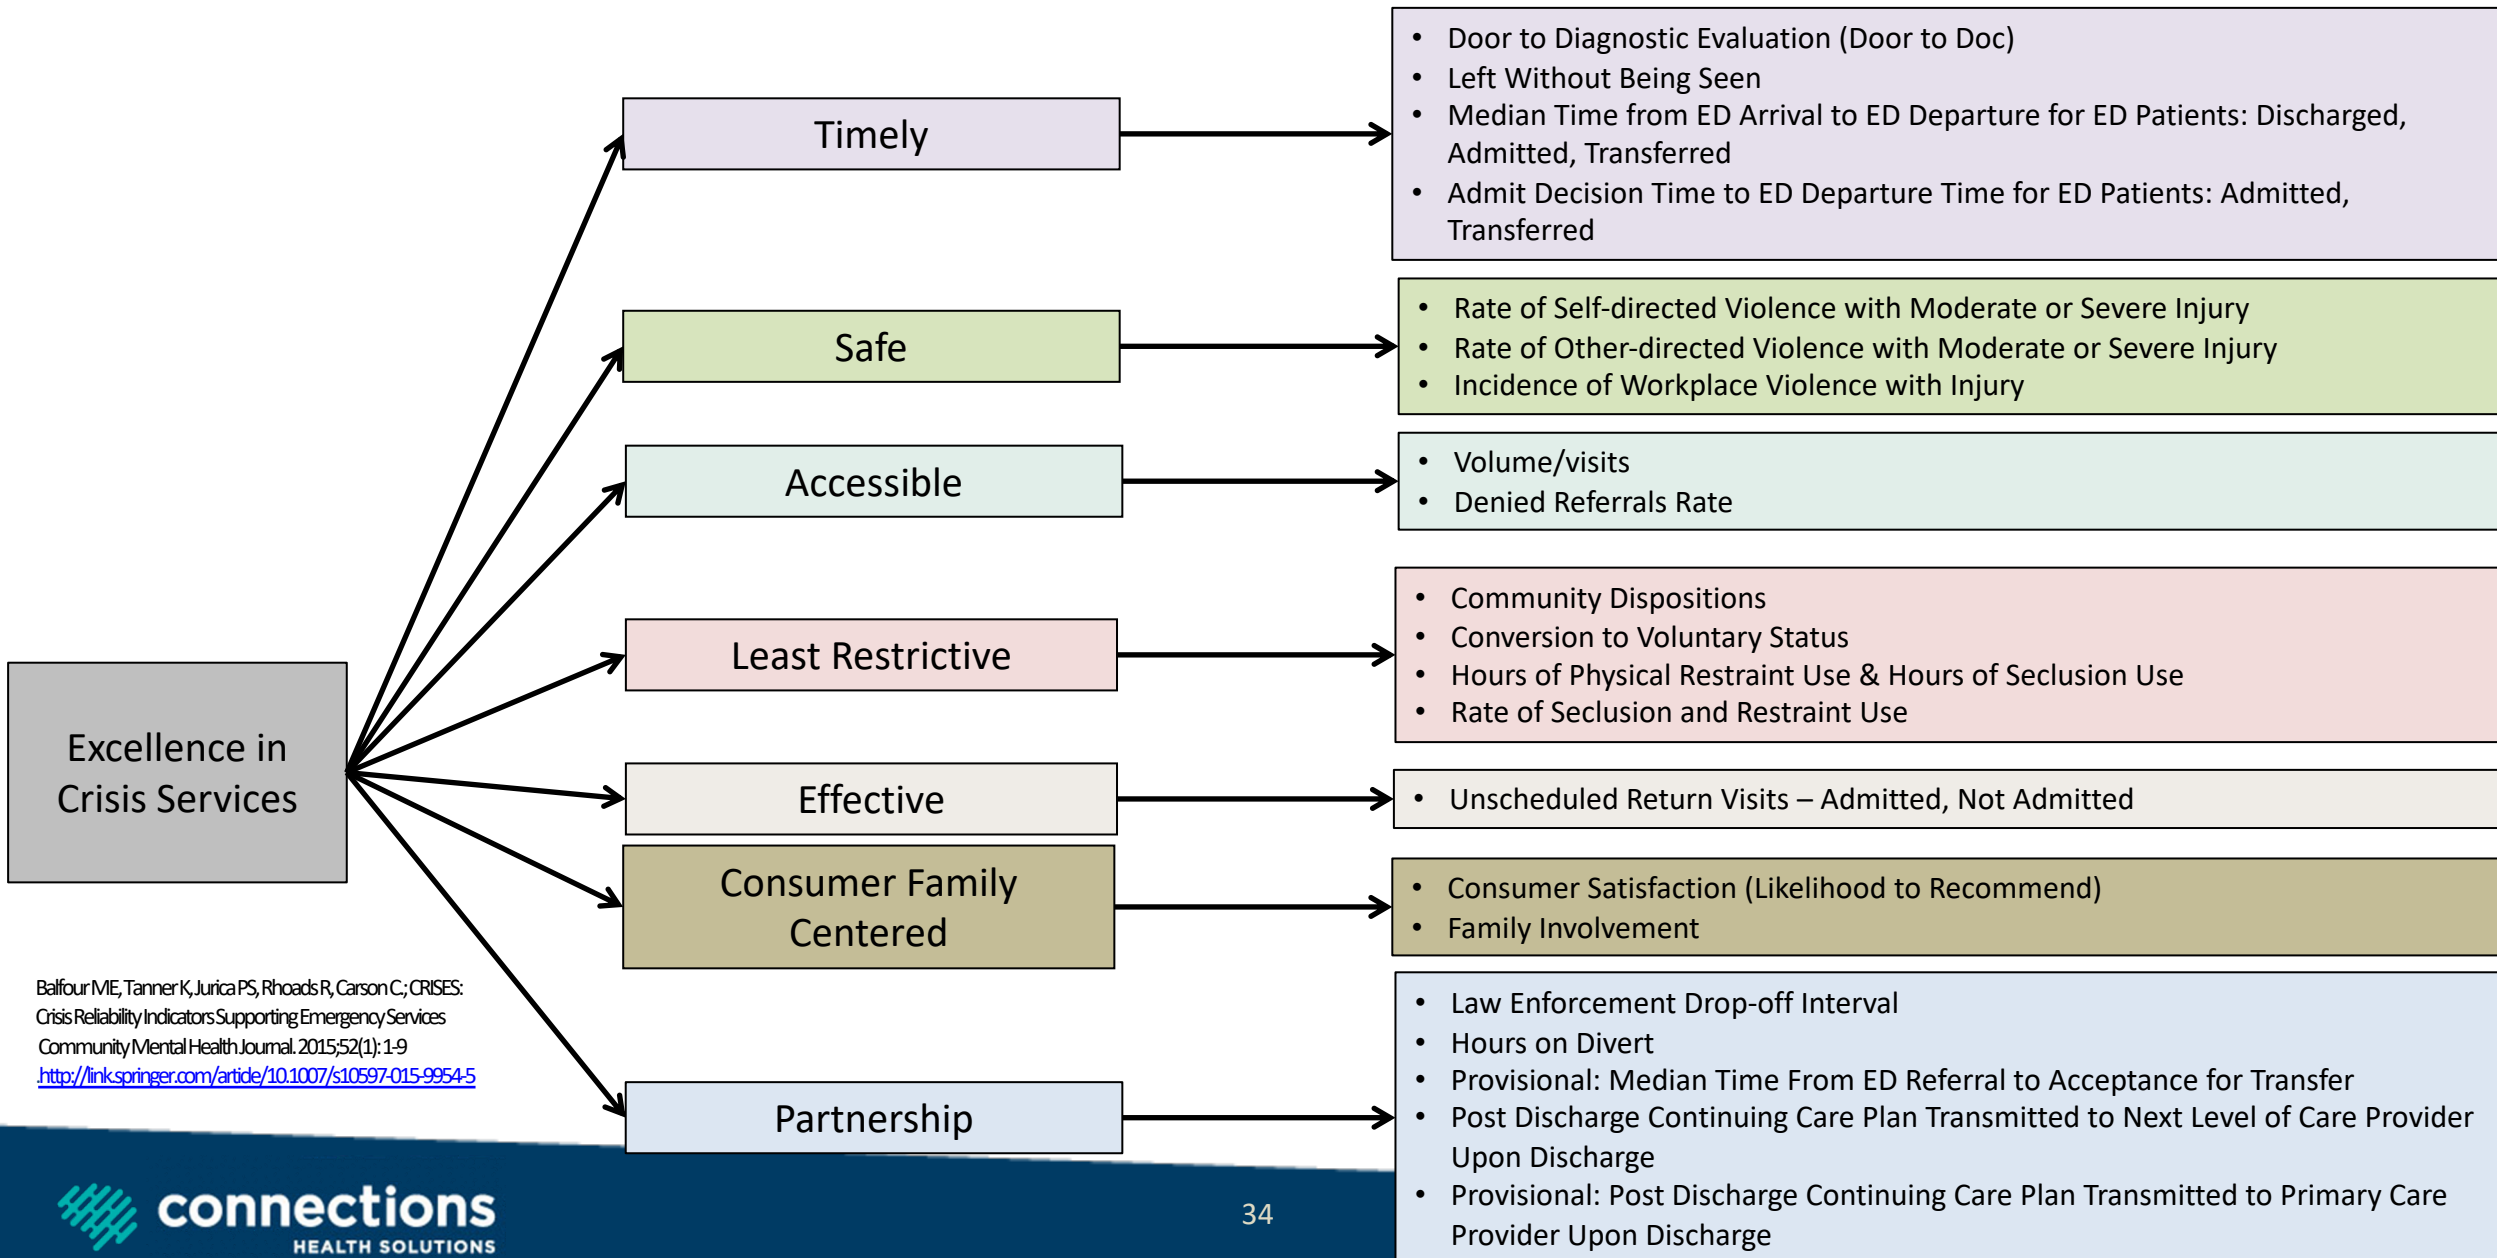 Excellence in
Crisis Services
Timely
• Door to Diagnostic Evaluation (Door to Doc)
• Left Without Being Seen
• Median Time from ED Arrival to ED Departure for ED Patients: Discharged,
Admitted, Transferred
• Admit Decision Time to ED Departure Time for ED Patients: Admitted,
Transferred
Safe
• Rate of Self-directed Violence with Moderate or Severe Injury
• Rate of Other-directed Violence with Moderate or Severe Injury
• Incidence of Workplace Violence with Injury
Accessible
• Volume/visits
• Denied Referrals Rate
Least Restrictive
• Community Dispositions
• Conversion to Voluntary Status
• Hours of Physical Restraint Use & Hours of Seclusion Use
• Rate of Seclusion and Restraint Use
Effective
• Unscheduled Return Visits – Admitted, Not Admitted
Consumer Family
Centered
• Consumer Satisfaction (Likelihood to Recommend)
• Family Involvement
Partnership
• Law Enforcement Drop-off Interval
• Hours on Divert
• Provisional: Median Time From ED Referral to Acceptance for Transfer
• Post Discharge Continuing Care Plan Transmitted to Next Level of Care Provider
Upon Discharge
• Provisional: Post Discharge Continuing Care Plan Transmitted to Primary Care
Provider Upon Discharge
Balfour ME, Tanner K, Jurica PS, Rhoads R, Carson C.; CRISES:
Crisis Reliability Indicators Supporting Emergency Services
Community Mental Health Journal. 2015;52(1): 1-9
.http://link.springer.com/article/10.1007/s10597-015-9954-5
connections
HEALTH SOLUTIONS
34